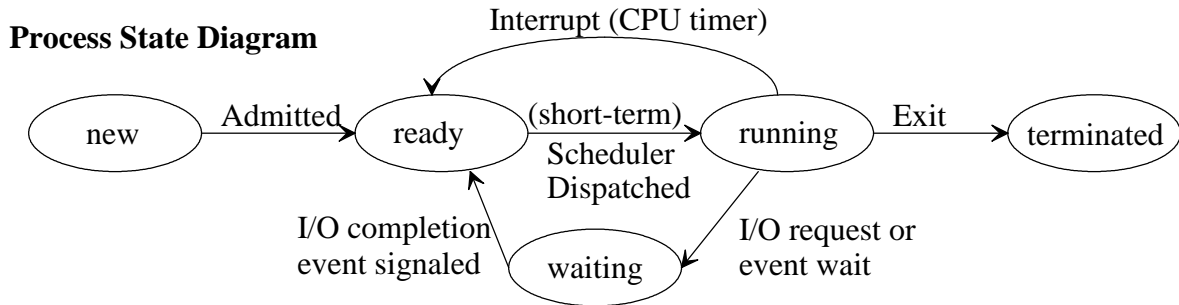 Process State Diagram
Interrupt (CPU timer)
new
Admitted
ready
(short-term)
Scheduler
Dispatched
running
Exit
terminated
I/O completion
event signaled
waiting
I/O request or
event wait